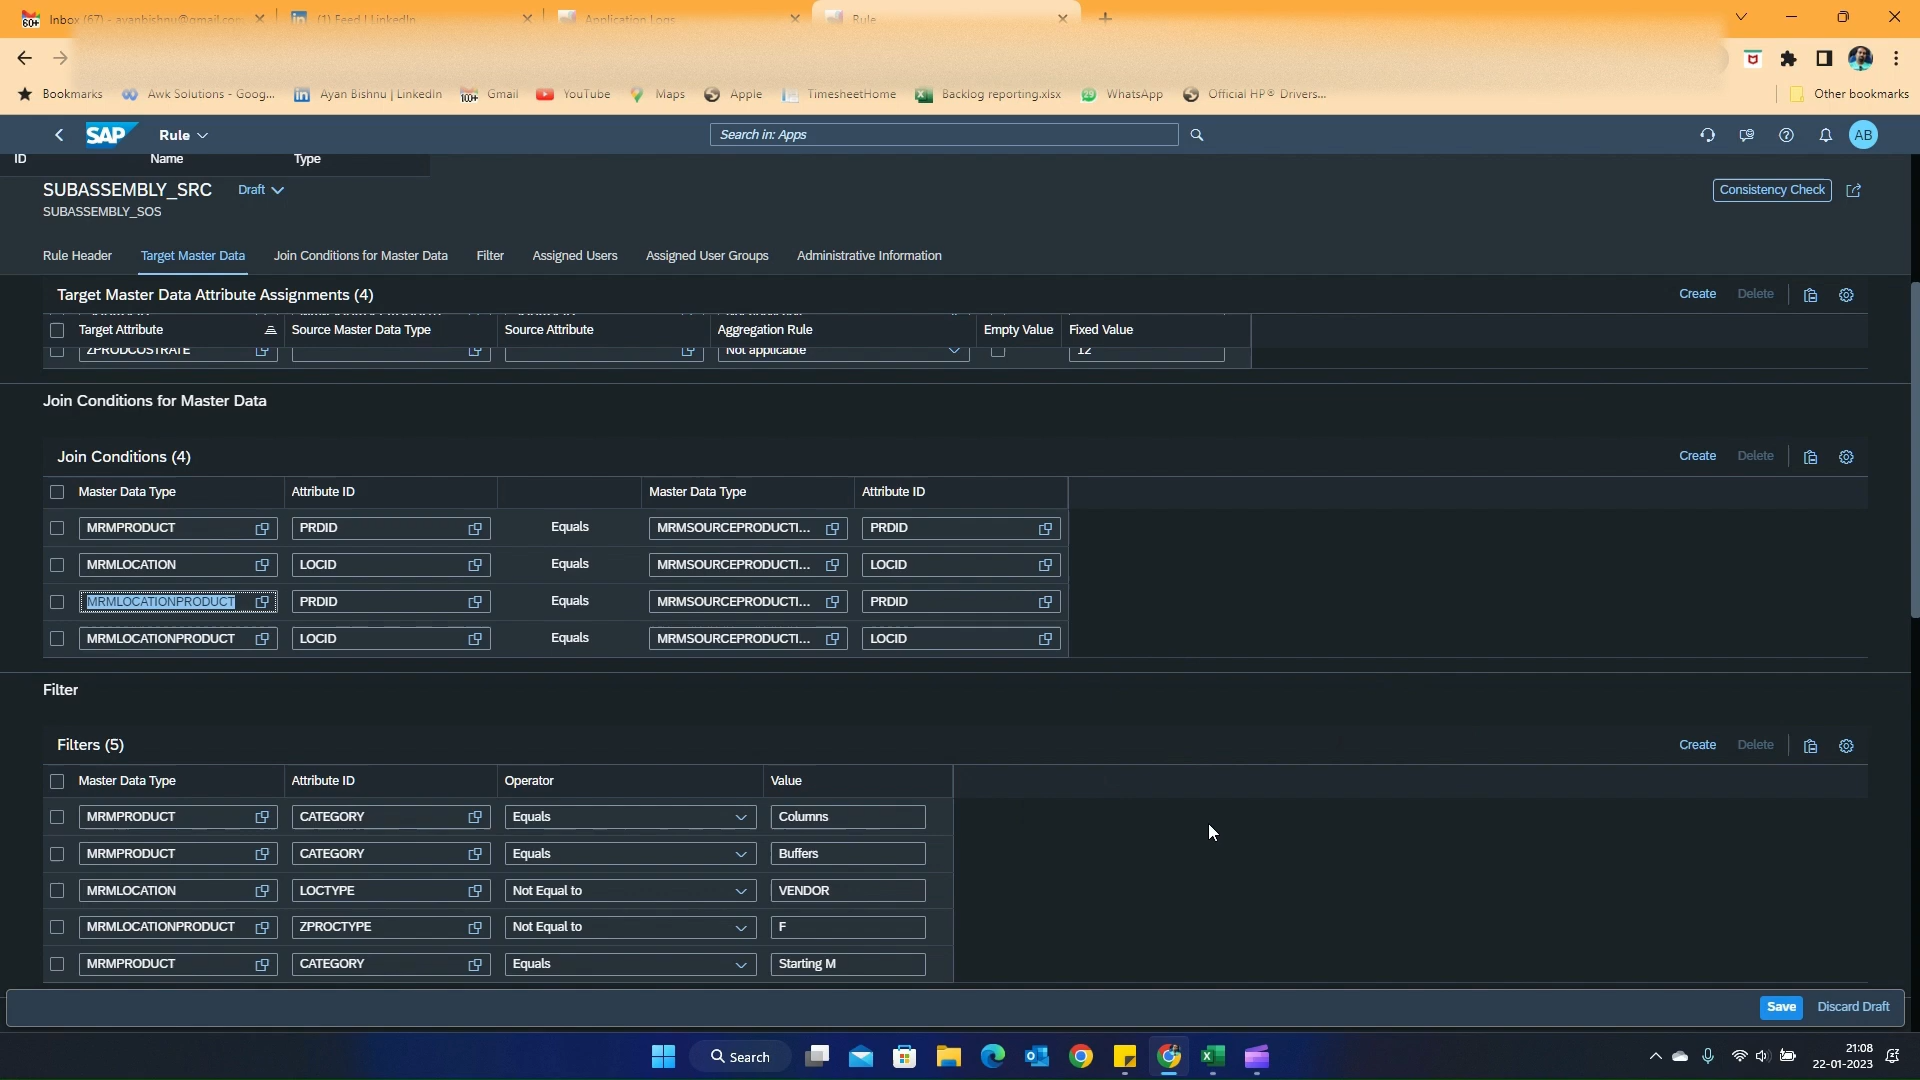 60+ Inbox (67) - ayanbishnu@gmail.com
(1) Feed | LinkedIn
Application Logs
Rule
Bookmarks
Awk Solutions - Goog...
Ayan Bishnu | LinkedIn
100+ Gmail
YouTube
Maps
Apple
TimesheetHome
Backlog reporting.xlsx
WhatsApp
Official HP® Drivers...
Other bookmarks
SAP Rule
Search in: Apps
AB
ID Name Type
SUBASSEMBLY_SRC Draft
Consistency Check
SUBASSEMBLY_SOS
Rule Header Target Master Data Join Conditions for Master Data Filter Assigned Users Assigned User Groups Administrative Information
Target Master Data Attribute Assignments (4) Create Delete
Target Attribute Source Master Data Type Source Attribute Aggregation Rule Empty Value Fixed Value
ZPRODCOSTRATE Not applicable 12
Join Conditions for Master Data
Join Conditions (4) Create Delete
Master Data Type Attribute ID Master Data Type Attribute ID
MRMPRODUCT PRDID Equals MRMSOURCEPRODUCTI... PRDID
MRMLOCATION LOCID Equals MRMSOURCEPRODUCTI... LOCID
MRMLOCATIONPRODUCT PRDID Equals MRMSOURCEPRODUCTI... PRDID
MRMLOCATIONPRODUCT LOCID Equals MRMSOURCEPRODUCTI... LOCID
Filter
Filters (5) Create Delete
Master Data Type Attribute ID Operator Value
MRMPRODUCT CATEGORY Equals Columns
MRMPRODUCT CATEGORY Equals Buffers
MRMLOCATION LOCTYPE Not Equal to VENDOR
MRMLOCATIONPRODUCT ZPROCTYPE Not Equal to F
MRMPRODUCT CATEGORY Equals Starting M
Save Discard Draft
Search
21:08
22-01-2023